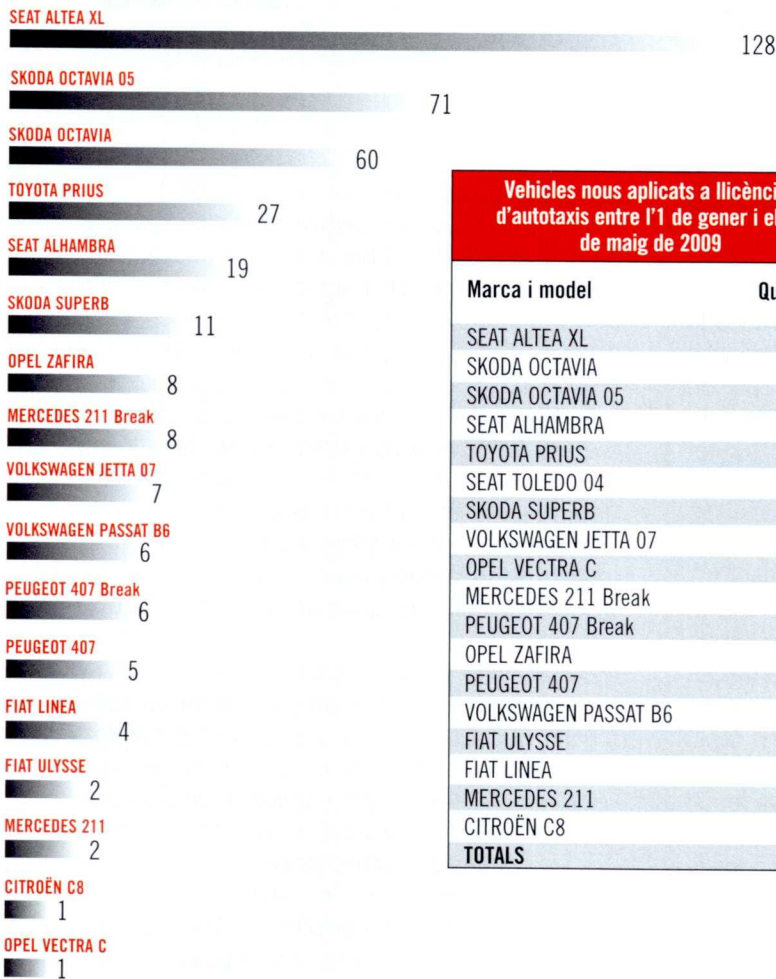 SEAT ALTEA XL
128
SKODA OCTAVIA 05
71
SKODA OCTAVIA
60
TOYOTA PRIUS
27
SEAT ALHAMBRA
19
SKODA SUPERB
11
OPEL ZAFIRA
8
MERCEDES 211 Break
8
VOLKSWAGEN JETTA 07
7
VOLKSWAGEN PASSAT B6
6
PEUGEOT 407 Break
6
PEUGEOT 407
5
FIAT LINEA
4
FIAT ULYSSE
2
MERCEDES 211
2
CITROËN C8
1
OPEL VECTRA C
1
Vehicles nous aplicats a
d'autotaxis entre l'1 de gener i
de maig de 2009
Marca i model
SEAT ALTEA XL
SKODA OCTAVIA
SKODA OCTAVIA 05
SEAT ALHAMBRA
TOYOTA PRIUS
SEAT TOLEDO 04
SKODA SUPERB
VOLKSWAGEN JETTA 07
OPEL VECTRA C
MERCEDES 211 Break
PEUGEOT 407 Break
OPEL ZAFIRA
PEUGEOT 407
VOLKSWAGEN PASSAT B6
FIAT ULYSSE
FIAT LINEA
MERCEDES 211
CITROËN C8
TOTALS